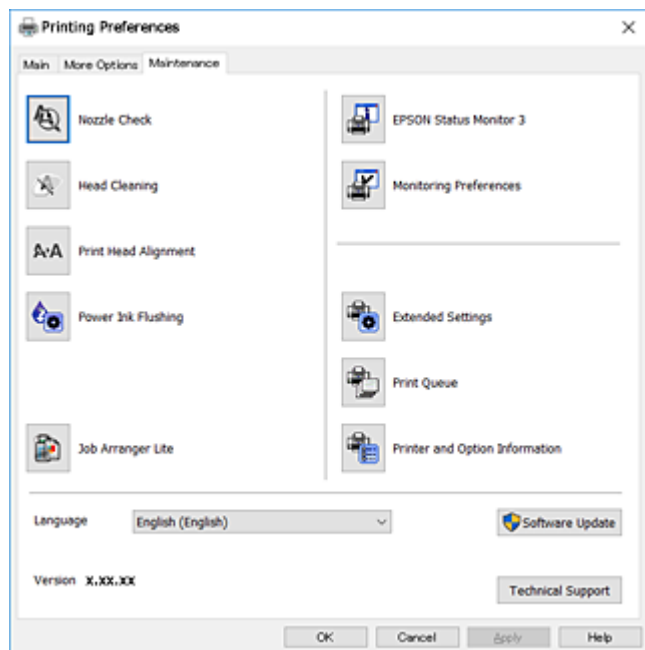 Printing Preferences
Main More Options Maintenance
Nozzle Check
Head Cleaning
A·A Print Head Alignment
Power Ink Flushing
Job Arranger Lite
EPSON Status Monitor 3
Monitoring Preferences
Extended Settings
Print Queue
Printer and Option Information
Language English (English) Software Update
Version X.XX.XX Technical Support
OK Cancel Apply Help